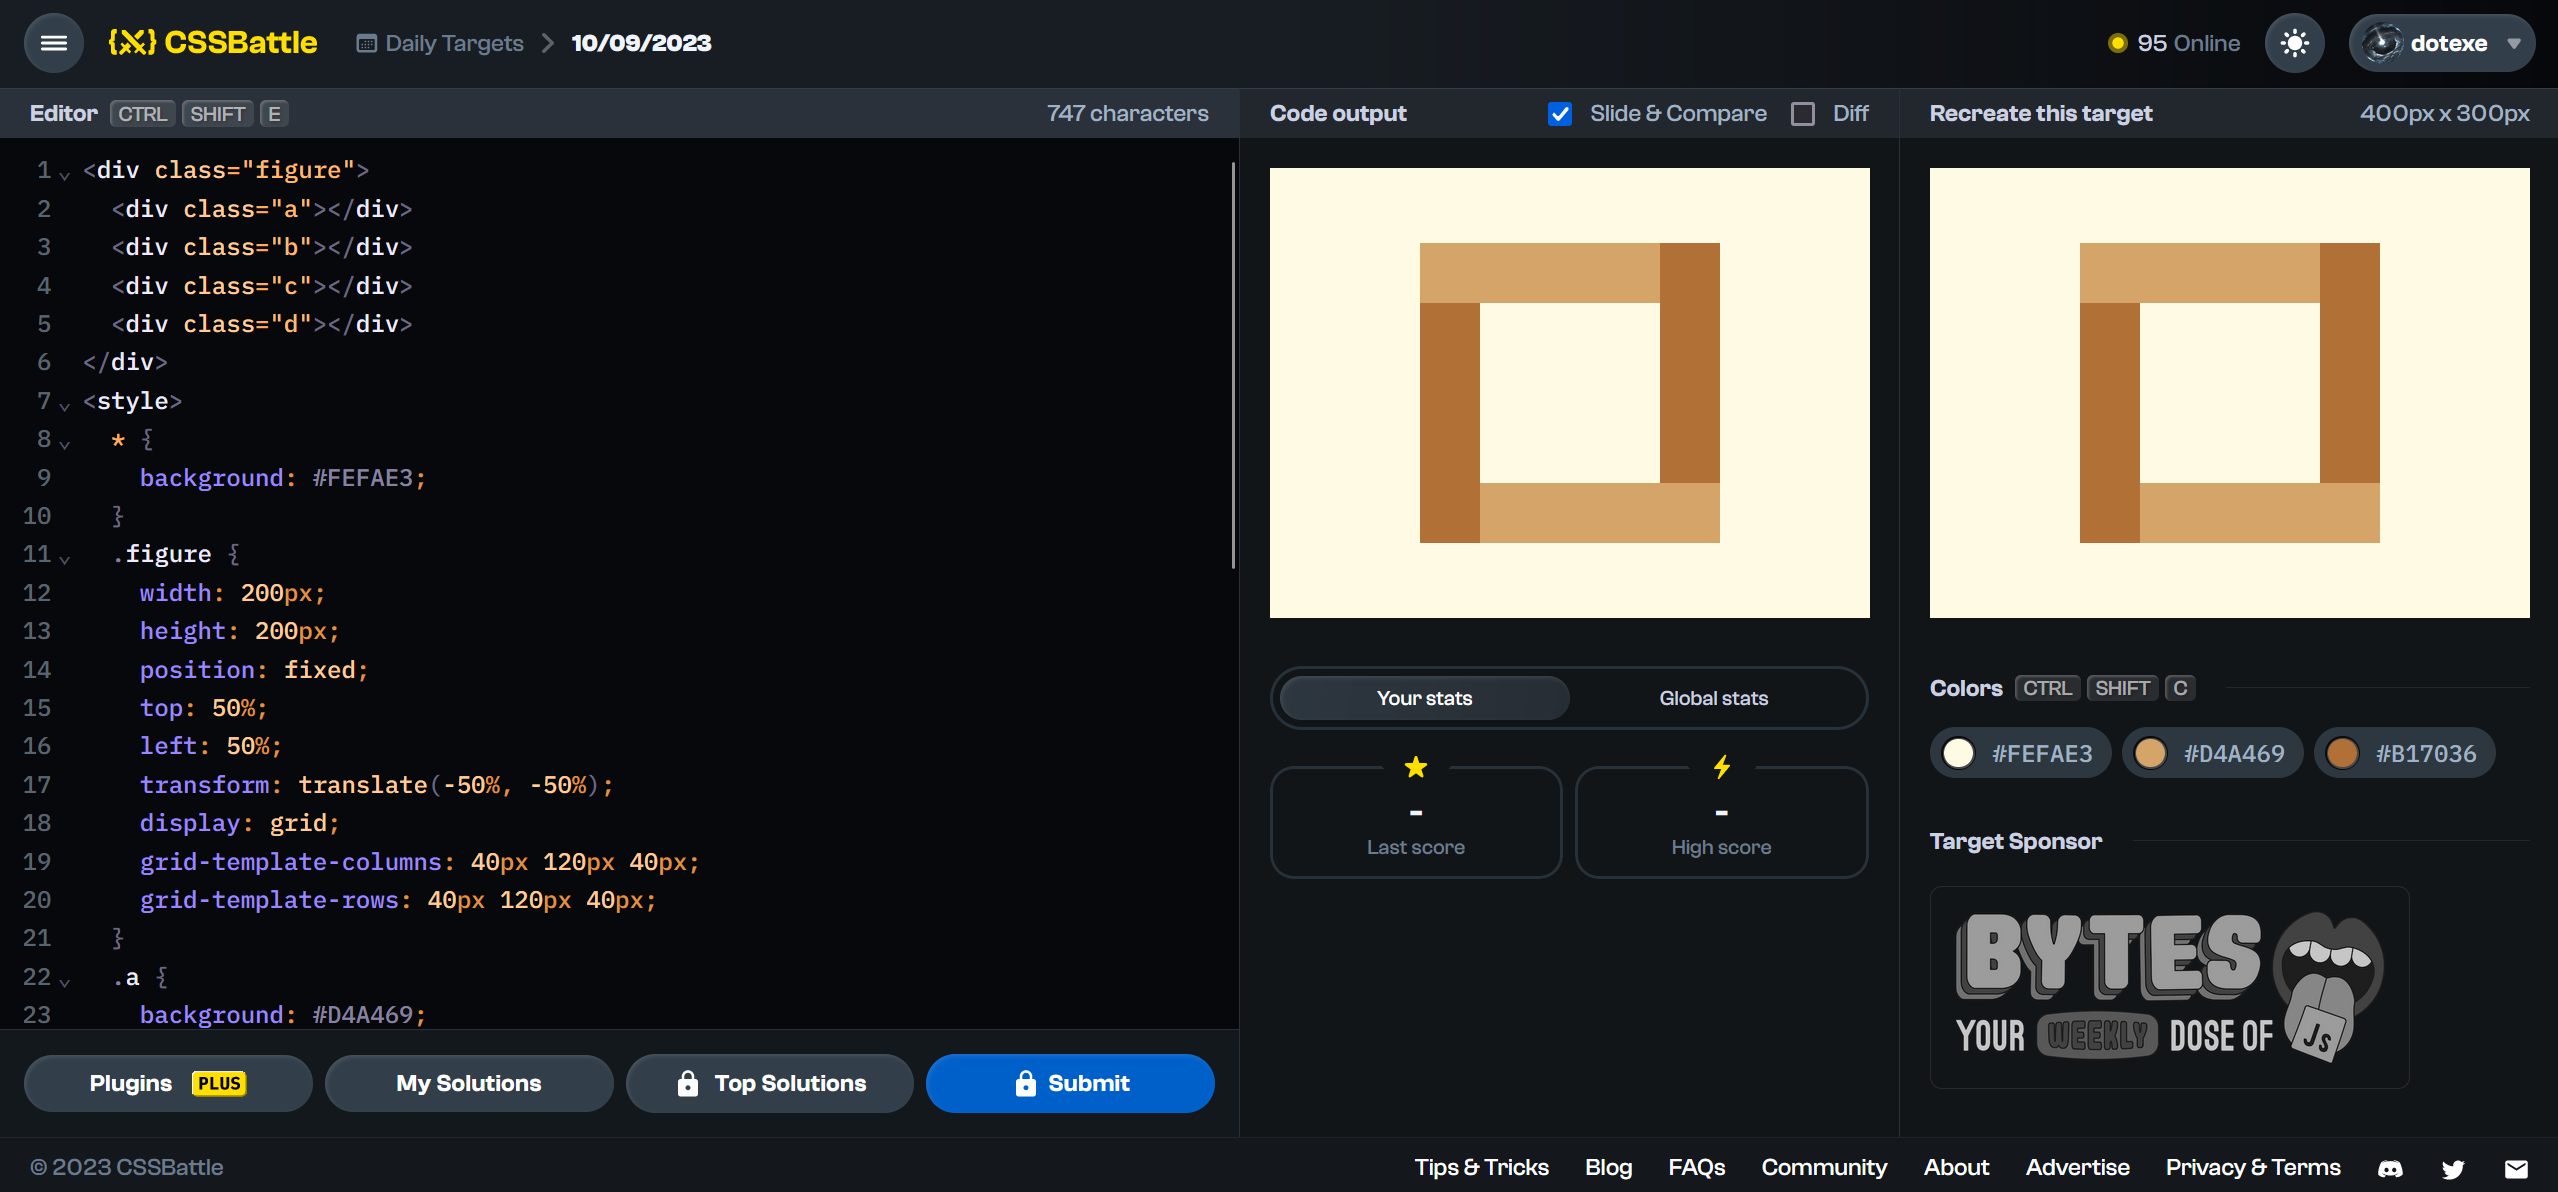 {X} CSSBattle
Daily Targets > 10/09/2023
95 Online
dotexe
Editor CTRL SHIFT E
747 characters
1 <div class="figure">
2 <div class="a"></div>
3 <div class="b"></div>
4 <div class="c"></div>
5 <div class="d"></div>
6 </div>
7 <style>
8 * {
9 background: #FEFAE3;
10 }
11 .figure {
12 width: 200px;
13 height: 200px;
14 position: fixed;
15 top: 50%;
16 left: 50%;
17 transform: translate(-50%, -50%);
18 display: grid;
19 grid-template-columns: 40px 120px 40px;
20 grid-template-rows: 40px 120px 40px;
21 }
22 .a {
23 background: #D4A469;
Plugins PLUS
My Solutions
Top Solutions
Submit
Code output
Slide & Compare
Diff
Your stats
Global stats
-
Last score
-
High score
Recreate this target
400px x 300px
Colors CTRL SHIFT C
#FEFAE3
#D4A469
#B17036
Target Sponsor
BYTES
YOUR WEEKLY DOSE OF JS
© 2023 CSSBattle
Tips & Tricks
Blog
FAQs
Community
About
Advertise
Privacy & Terms